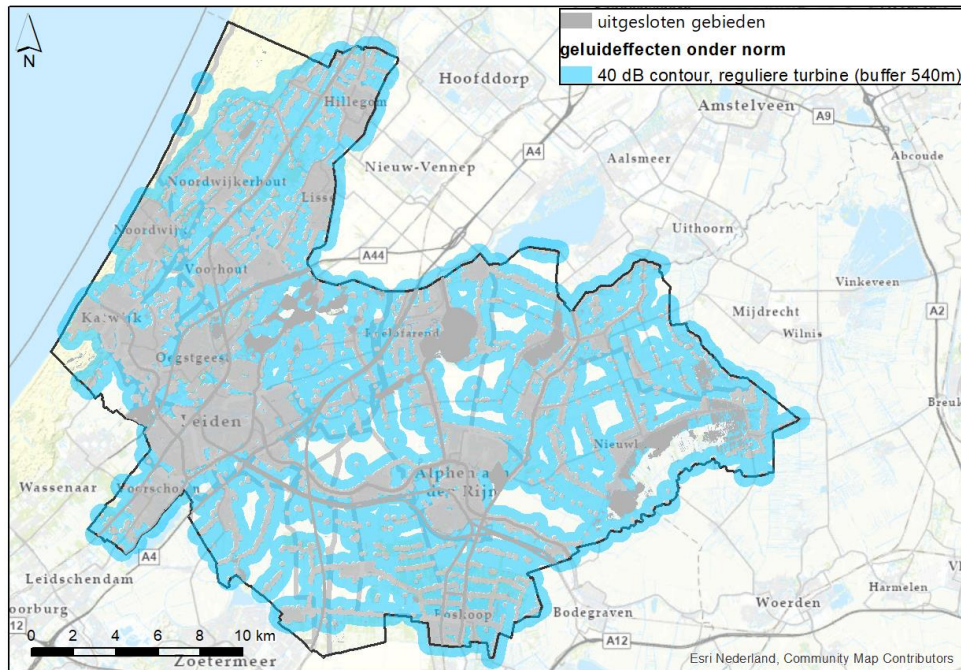 uitgesloten gebieden
geluideffecten onder norm
40 dB contour, reguliere turbine (buffer 540m)
N
Hoofddorp
Hillegom
Amstelveen
A9
A4
Abcoude
Nieuw-Vennep
Aalsmeer
Noordwijkerhout
Lisse
Uithoorn
Noordwijk
A44
Voorhout
Vinkeveen
Mijdrecht
A2
Katwijk
Wilnis
Oegstgeest
Breuk
Leiden
Nieuw
Alphen aan
den Rijn
Wassenaar
Voorschoten
A4
Leidschendam
Harmelen
Woerden
Boskoop
Bodegraven
oorburg
A12
12
0 2 4 6 8 10 km
Zoetermeer
Esri Nederland, Community Map Contributors